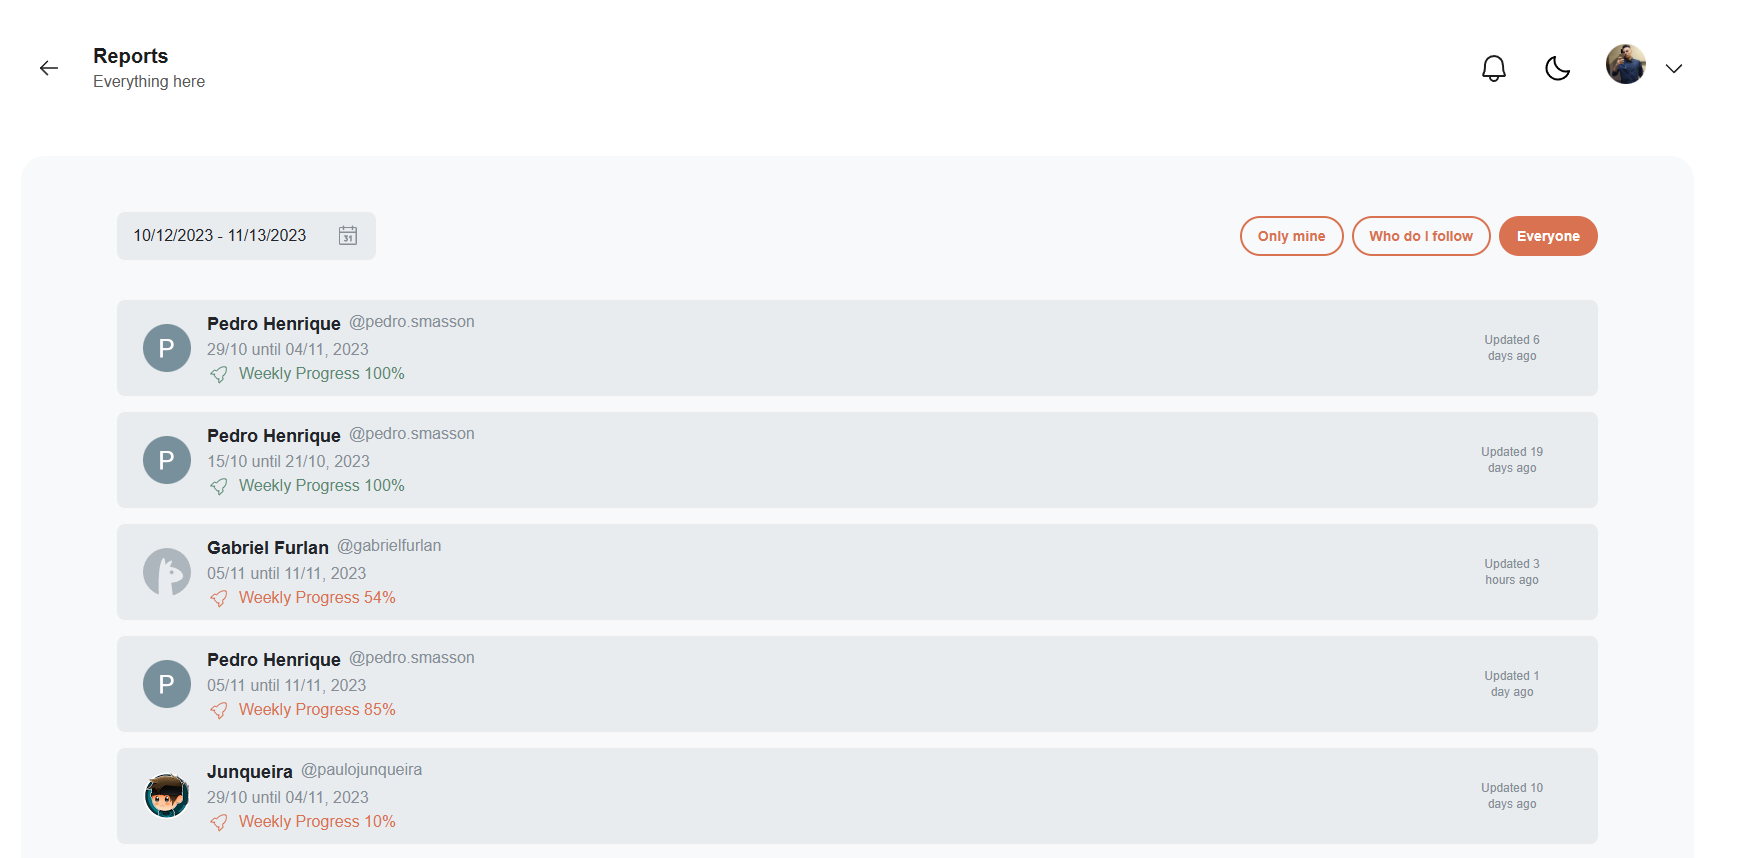 Reports
Everything here
10/12/2023 - 11/13/2023
31
Only mine
Who do I follow
Everyone
P
Pedro Henrique @pedro.smasson
29/10 until 04/11, 2023
Weekly Progress 100%
Updated 6
days ago
P
Pedro Henrique @pedro.smasson
15/10 until 21/10, 2023
Weekly Progress 100%
Updated 19
days ago
Gabriel Furlan @gabrielfurlan
05/11 until 11/11, 2023
Weekly Progress 54%
Updated 3
hours ago
P
Pedro Henrique @pedro.smasson
05/11 until 11/11, 2023
Weekly Progress 85%
Updated 1
day ago
Junqueira @paulojunqueira
29/10 until 04/11, 2023
Weekly Progress 10%
Updated 10
days ago